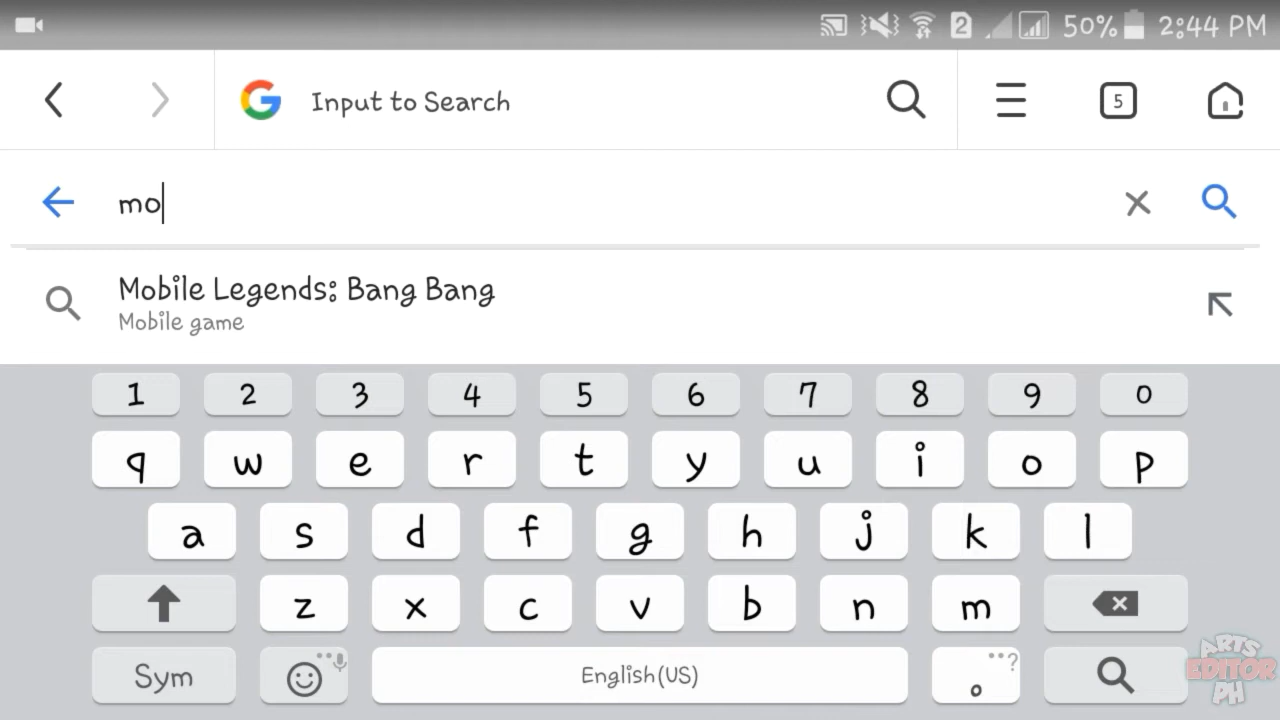 2 50% 2:44 PM
Input to Search
5
mo
Mobile Legends: Bang Bang
Mobile game
1 2 3 4 5 6 7 8 9 0
q w e r t y u i o p
a s d f g h j k l
z x c v b n m
Sym English(US) . ?
ARTS
EDITOR
PH